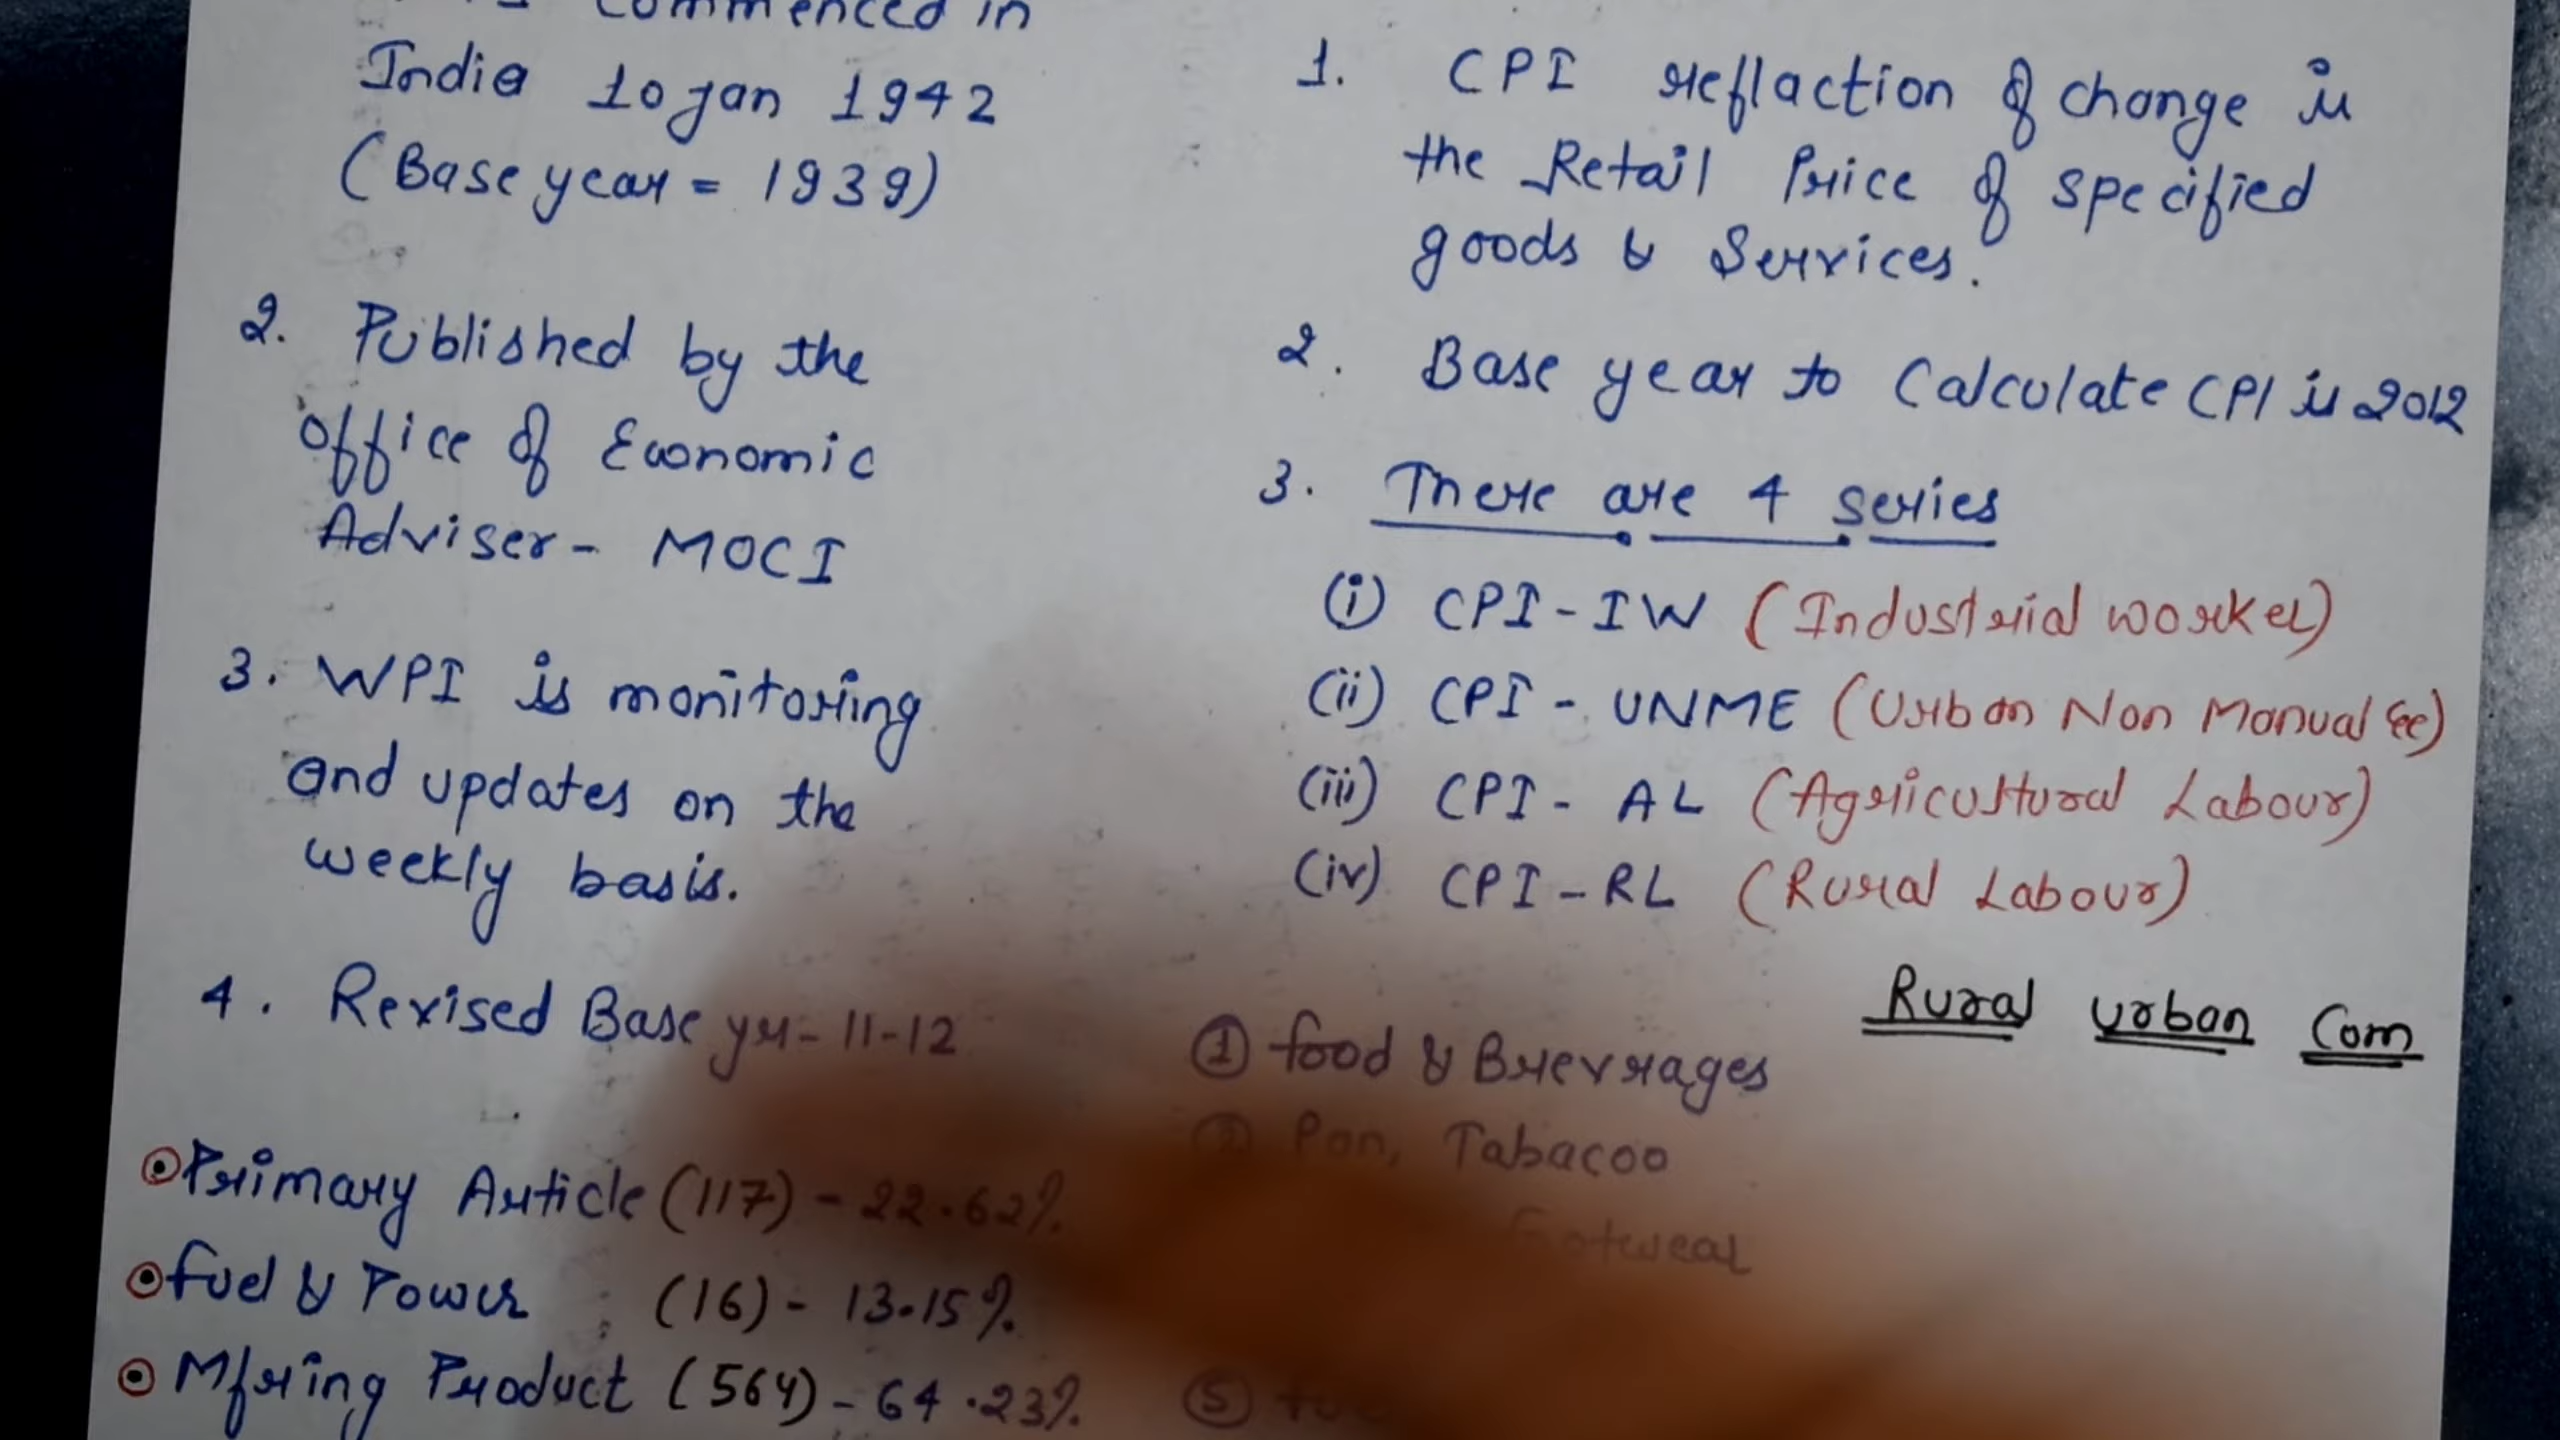 commenced in
India 10 jan 1942
(Base year = 1939)
2. Published by the
office of Economic
Adviser - MOCI
3. WPI is monitoring
and updates on the
weekly basis.
4. Revised Base yr - 11-12
Primary Article (117) - 22.62%
fuel & Power (16) - 13.15%
Mfring Product (564) - 64.23%
1. CPI reflaction of change in
the Retail Price of specified
goods & Services.
2. Base year to Calculate CPI is 2012
3. There are 4 series
(i) CPI - IW (Industrial worker)
(ii) CPI - UNME (Urban Non Manual Ee)
(iii) CPI - AL (Agricultural Labour)
(iv) CPI - RL (Rural Labour)
Rural urban Com
① food & Breverages
② Pan, Tabacoo
⑤